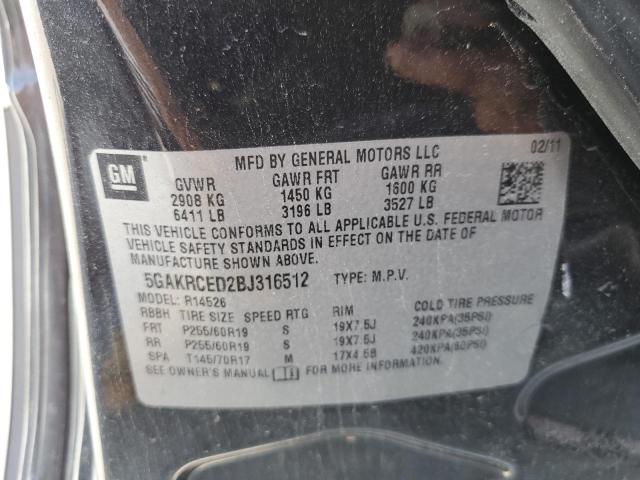 GM
MFD BY GENERAL MOTORS LLC
02/11
GVWR GAWR FRT GAWR RR
2908 KG 1450 KG 1600 KG
6411 LB 3196 LB 3527 LB
THIS VEHICLE CONFORMS TO ALL APPLICABLE U.S. FEDERAL MOTOR
VEHICLE SAFETY STANDARDS IN EFFECT ON THE DATE OF
MANUFACTURE SHOWN ABOVE.
5GAKRCED2BJ316512 TYPE: M.P.V.
MODEL: R14526
RBBH TIRE SIZE SPEED RTG RIM COLD TIRE PRESSURE
FRT P255/60R19 S 19X7.5J 240KPA(35PSI)
RR P255/60R19 S 19X7.5J 240KPA(35PSI)
SPA T145/70R17 M 17X4.5B 420KPA(60PSI)
SEE OWNER'S MANUAL FOR MORE INFORMATION.